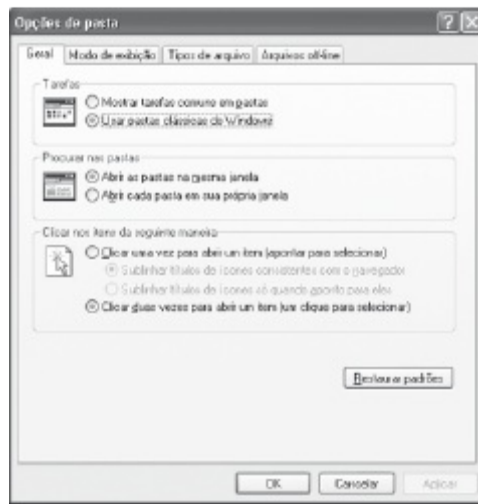 Opções de pasta
Geral
Modo de exibição
Tipos de arquivo
Arquivos off-line
Tarefas
Mostrar tarefas comuns em pastas
Usar pastas clássicas do Windows
Procurar nas pastas
Abrir as pastas na mesma janela
Abrir cada pasta em sua própria janela
Clicar nos itens da seguinte maneira
Clicar uma vez para abrir um item (apontar para selecionar)
Sublinhar títulos de ícones consistentes com o navegador
Sublinhar títulos de ícones só quando aponto para eles
Clicar duas vezes para abrir um item (um clique para selecionar)
Restaurar padrões
OK
Cancelar
Aplicar